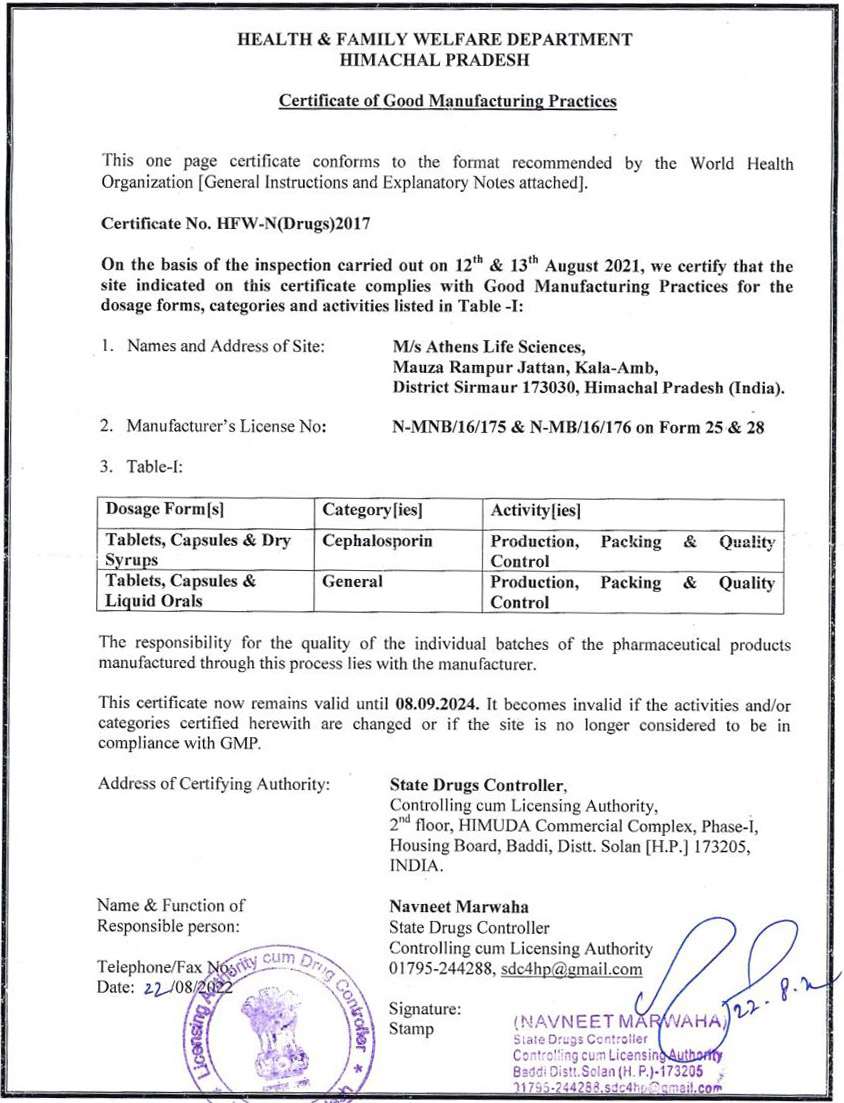 HEALTH & FAMILY WELFARE DEPARTMENT
HIMACHAL PRADESH
Certificate of Good Manufacturing Practices
This one page certificate conforms to the format recommended by the World Health
Organization [General Instructions and Explanatory Notes attached].
Certificate No. HFW-N(Drugs)2017
On the basis of the inspection carried out on 12th & 13th August 2021, we certify that the
site indicated on this certificate complies with Good Manufacturing Practices for the
dosage forms, categories and activities listed in Table -I:
1. Names and Address of Site: M/s Athens Life Sciences,
Mauza Rampur Jattan, Kala-Amb,
District Sirmaur 173030, Himachal Pradesh (India).
2. Manufacturer's License No: N-MNB/16/175 & N-MB/16/176 on Form 25 & 28
3. Table-I:
Dosage Form[s] Category[ies] Activity[ies]
Tablets, Capsules & Dry Cephalosporin Production, Packing & Quality
Syrups Control
Tablets, Capsules & General Production, Packing & Quality
Liquid Orals Control
The responsibility for the quality of the individual batches of the pharmaceutical products
manufactured through this process lies with the manufacturer.
This certificate now remains valid until 08.09.2024. It becomes invalid if the activities and/or
categories certified herewith are changed or if the site is no longer considered to be in
compliance with GMP.
Address of Certifying Authority: State Drugs Controller,
Controlling cum Licensing Authority,
2nd floor, HIMUDA Commercial Complex, Phase-I,
Housing Board, Baddi, Distt. Solan [H.P.] 173205,
INDIA.
Name & Function of Navneet Marwaha
Responsible person: State Drugs Controller
Controlling cum Licensing Authority
Telephone/Fax No: 01795-244288, sdc4hp@gmail.com
Date: 22/08/2022
Signature:
Stamp
Licensing Authority cum Drug Controller
22.8.2
(NAVNEET MARWAHA)
State Drugs Controller
Controlling cum Licensing Authority
Baddi Distt.Solan (H.P.)-173205
01795-244288,sdc4hp@gmail.com